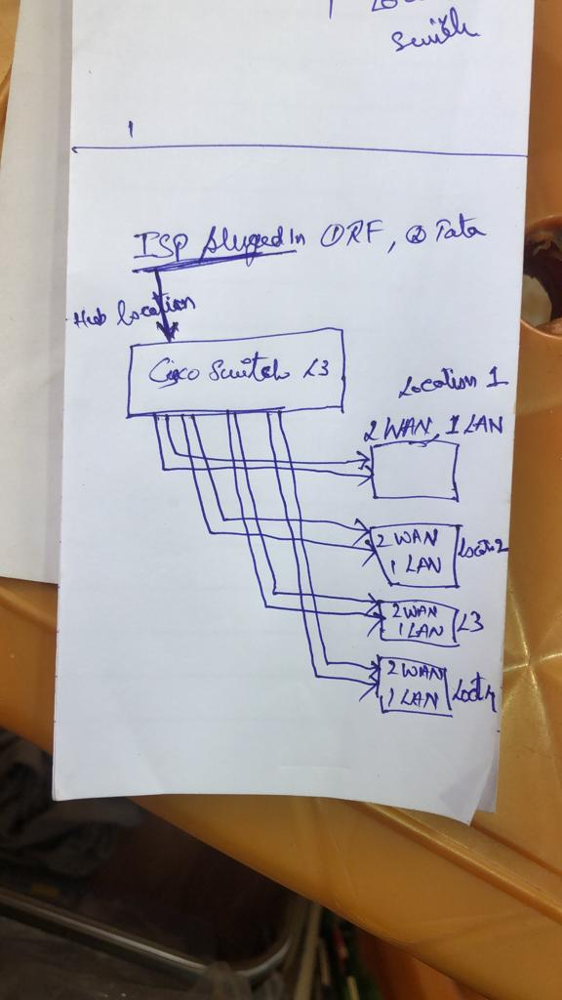 Switch
ISP pluged In ① RF, ② Tata
Hub location
Cisco Switch L3
Location 1
2 WAN, 1 LAN
2 WAN
1 LAN
2 WAN
1 LAN
L3
2 WAN
1 LAN